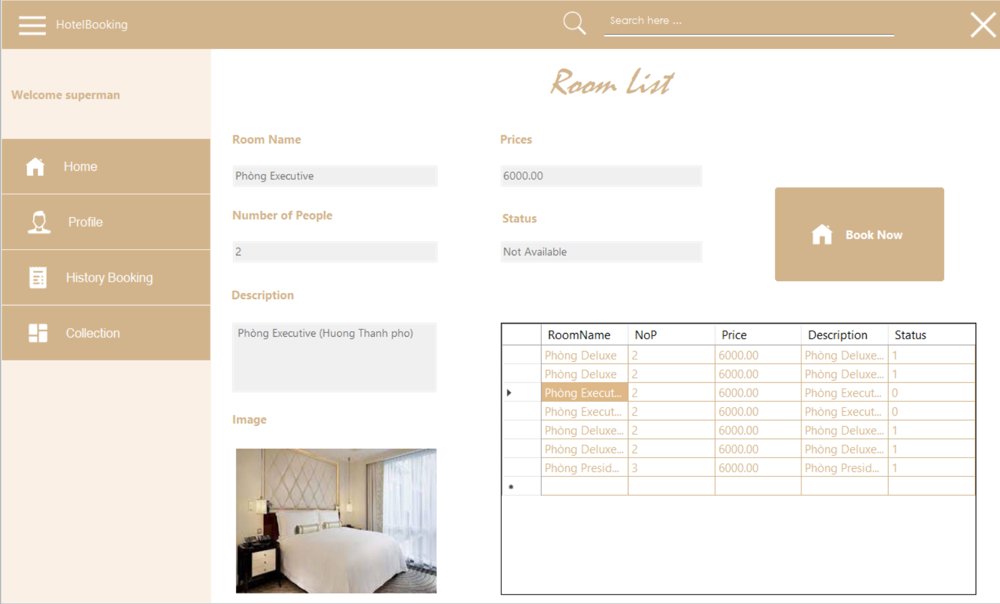 HotelBooking
Search here ...
Welcome superman
Home
Profile
History Booking
Collection
Room List
Room Name
Prices
Phòng Executive
6000.00
Number of People
Status
2
Not Available
Book Now
Description
Phòng Executive (Huong Thanh pho)
Image
RoomName NoP Price Description Status
Phòng Deluxe 2 6000.00 Phòng Deluxe... 1
Phòng Deluxe 2 6000.00 Phòng Deluxe... 1
Phòng Execut... 2 6000.00 Phòng Execut... 0
Phòng Execut... 2 6000.00 Phòng Execut... 0
Phòng Deluxe... 2 6000.00 Phòng Deluxe... 1
Phòng Deluxe... 2 6000.00 Phòng Deluxe... 1
Phòng Presid... 3 6000.00 Phòng Presid... 1